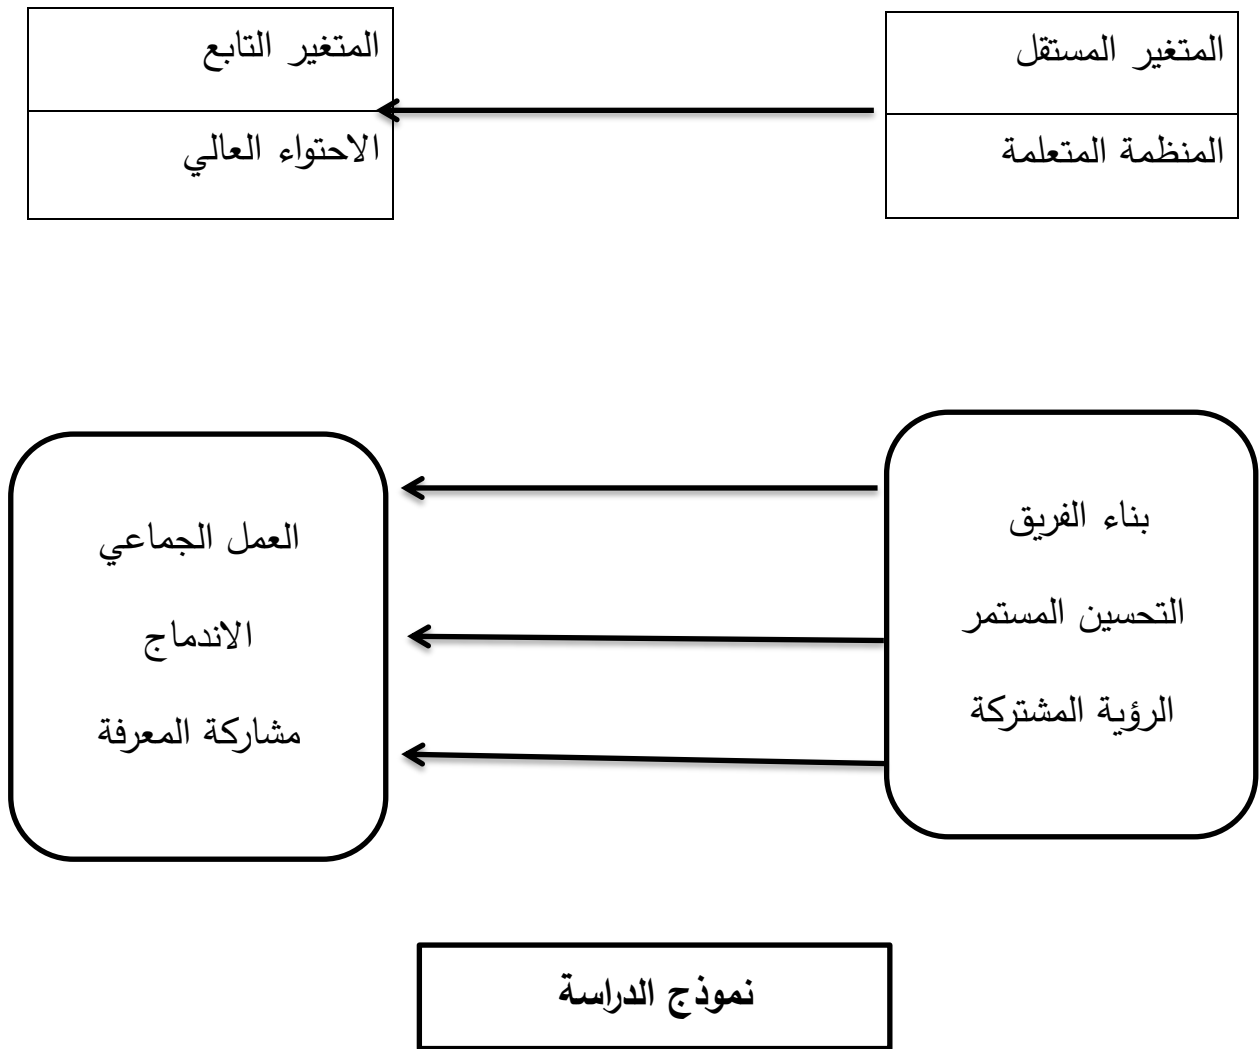 المتغير المستقل
المنظمة المتعلمة
المتغير التابع
الاحتواء العالي
بناء الفريق
التحسين المستمر
الرؤية المشتركة
العمل الجماعي
الاندماج
مشاركة المعرفة
نموذج الدراسة